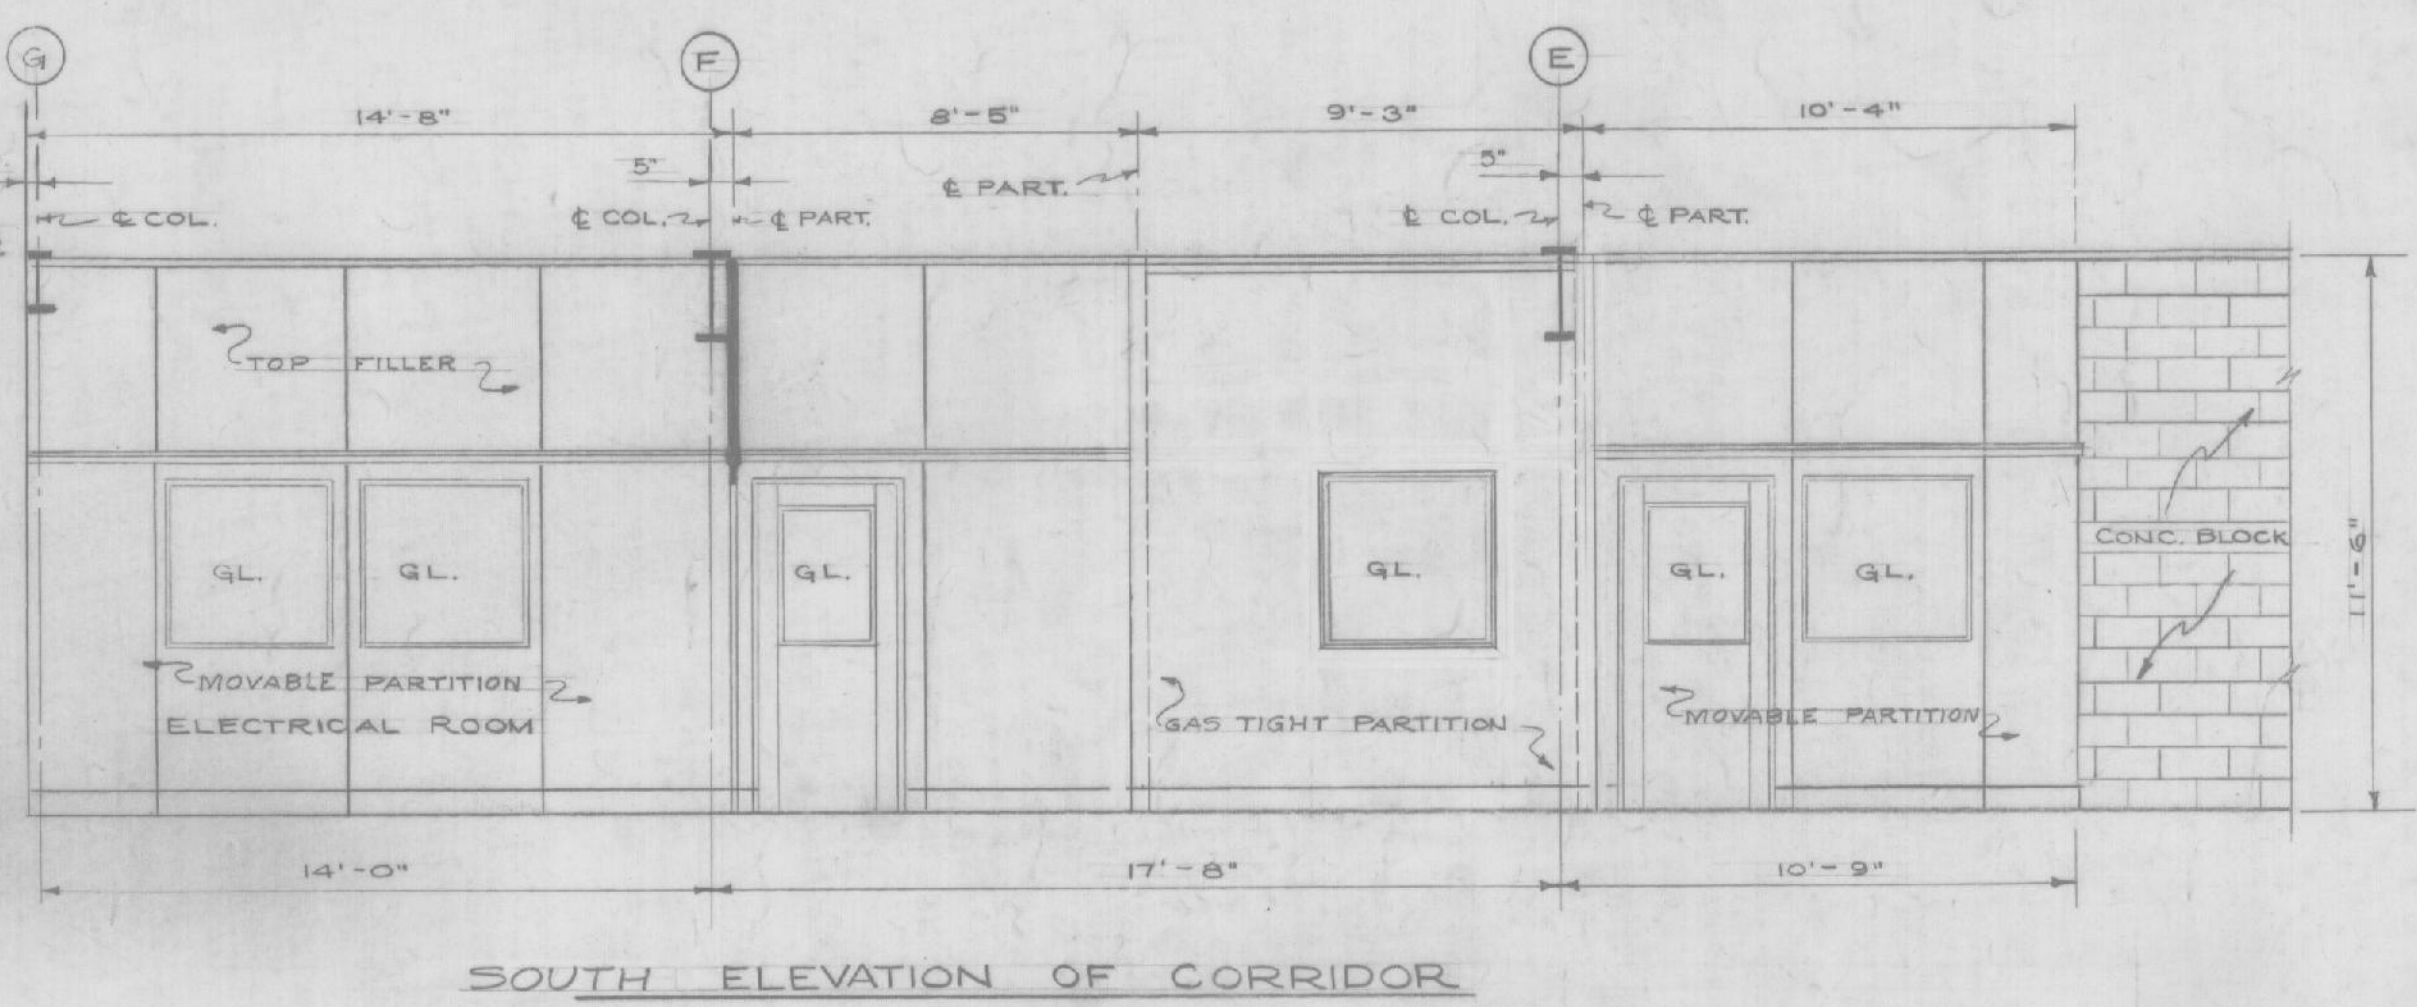 G F E
14'-8" 8'-5" 9'-3" 10'-4"
5" 5"
℄ PART.
℄ COL. ℄ COL. ℄ PART. ℄ COL. ℄ PART.
TOP FILLER
CONC. BLOCK
11'-6"
GL. GL. GL. GL. GL. GL.
MOVABLE PARTITION
ELECTRICAL ROOM
GAS TIGHT PARTITION
MOVABLE PARTITION
14'-0" 17'-8" 10'-9"
SOUTH ELEVATION OF CORRIDOR